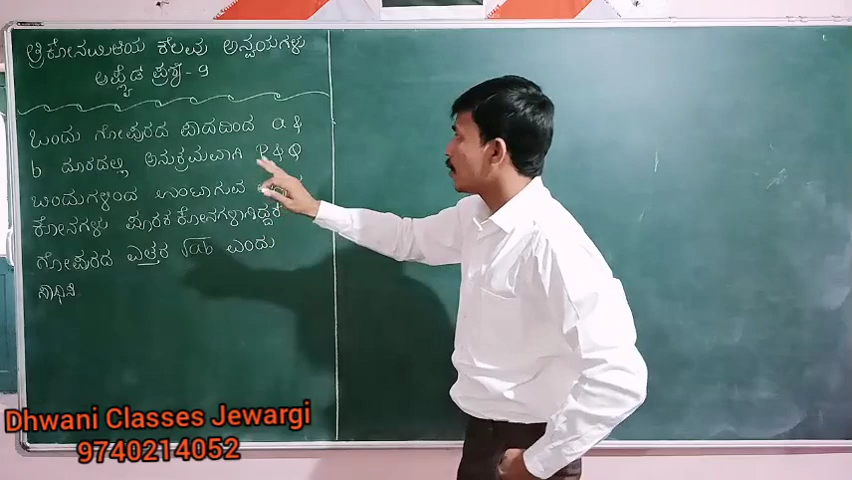 ತ್ರಿಕೋನಮಿತಿಯ ಕೆಲವು ಅನ್ವಯಗಳು
ಅಪ್ಲೈಡ ಪ್ರಶ್ನೆ - 9
ಒಂದು ಗೋಪುರದ ಪಾದದಿಂದ a &
b ದೂರದಲ್ಲಿ ಅನುಕ್ರಮವಾಗಿ P & Q
ಬಿಂದುಗಳಿಂದ ಉಂಟಾಗುವ
ಕೋನಗಳು ಪೂರಕ ಕೋನಗಳಾಗಿದ್ದರೆ
ಗೋಪುರದ ಎತ್ತರ √ab ಎಂದು
ಸಾಧಿಸಿ
Dhwani Classes Jewargi
9740214052